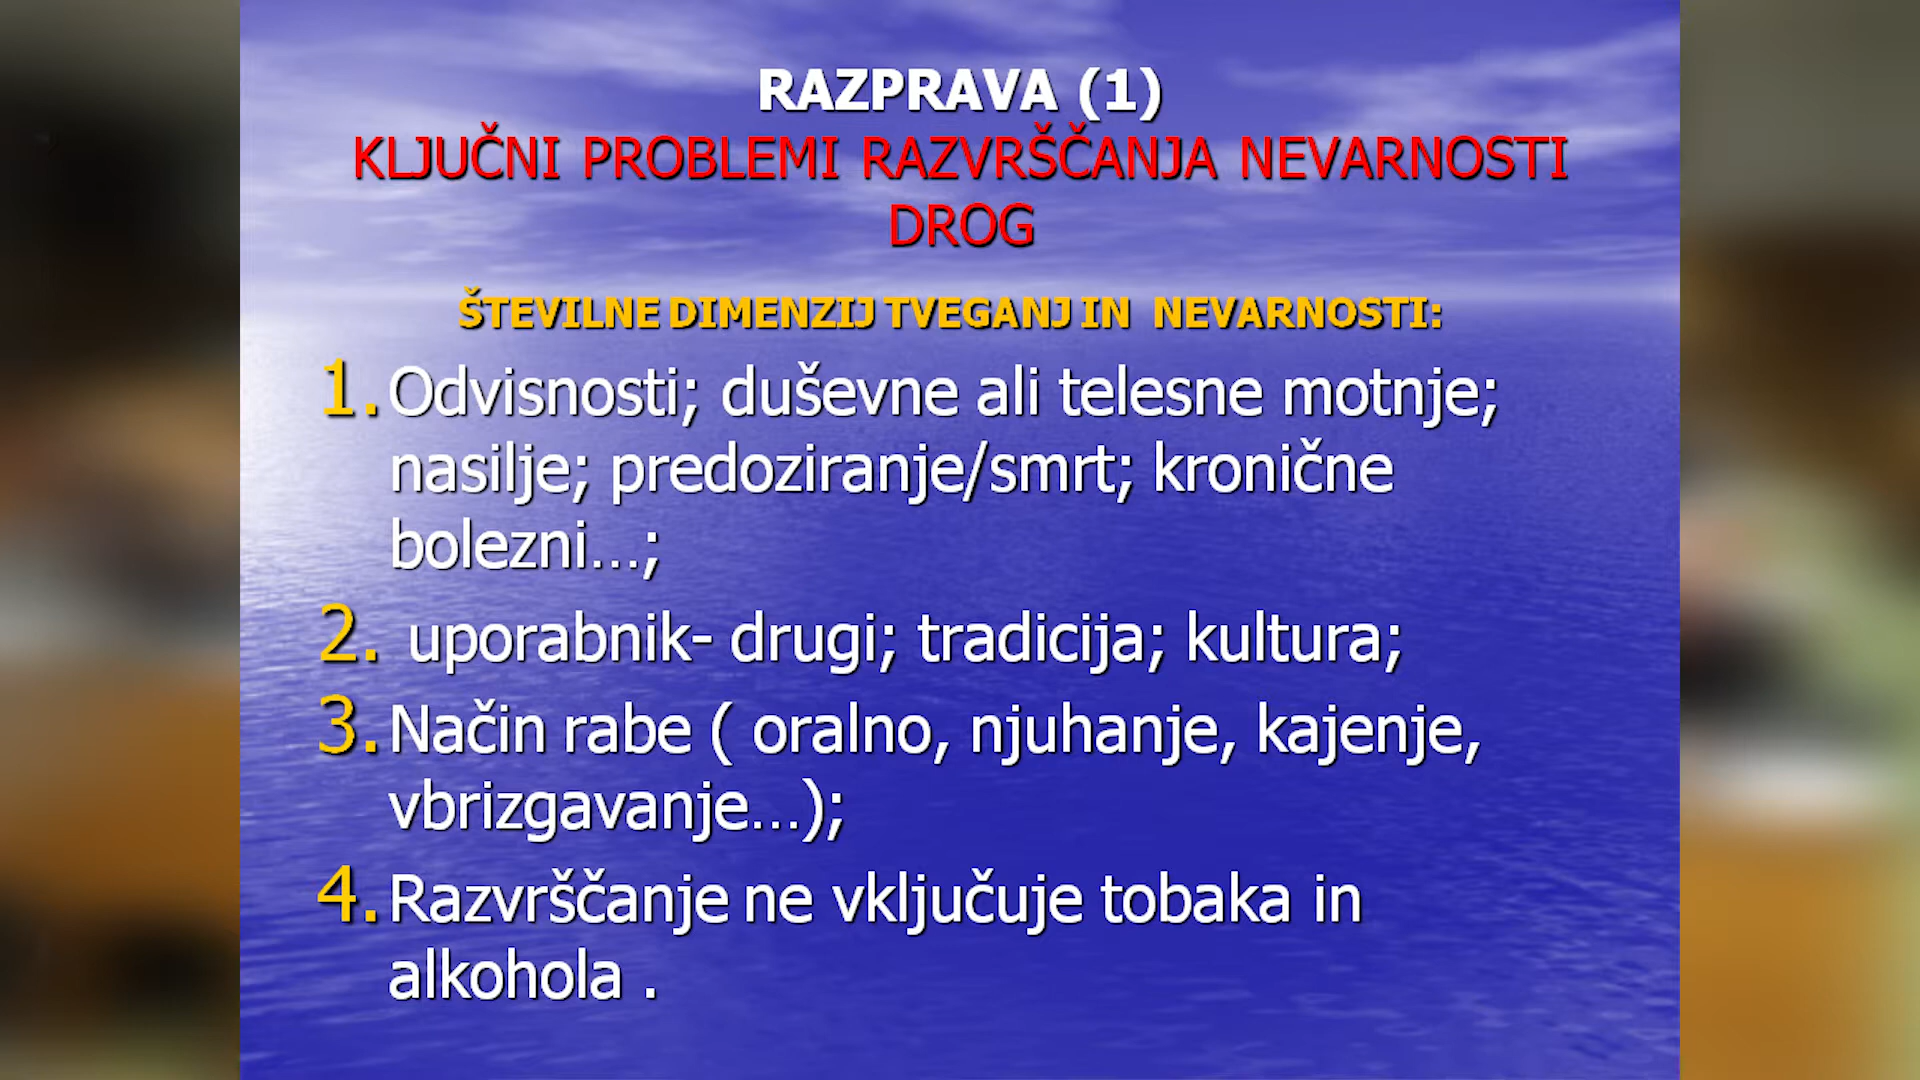 RAZPRAVA (1)
KLJUČNI PROBLEMI RAZVRŠČANJA NEVARNOSTI
DROG
ŠTEVILNE DIMENZIJ TVEGANJ IN NEVARNOSTI:
1. Odvisnosti; duševne ali telesne motnje;
nasilje; predoziranje/smrt; kronične
bolezni...;
2. uporabnik- drugi; tradicija; kultura;
3. Način rabe ( oralno, njuhanje, kajenje,
vbrizgavanje...);
4. Razvrščanje ne vključuje tobaka in
alkohola .